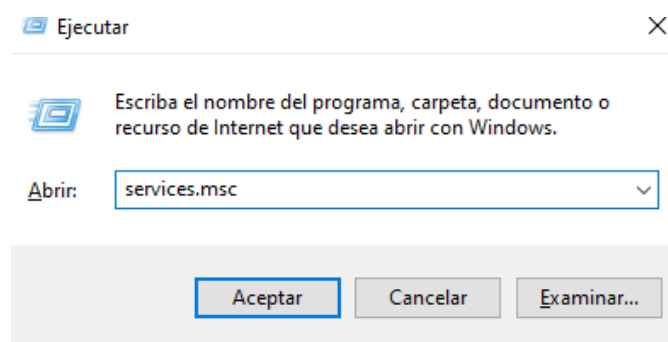 Ejecutar
Escriba el nombre del programa, carpeta, documento o
recurso de Internet que desea abrir con Windows.
Abrir: services.msc
Aceptar Cancelar Examinar...